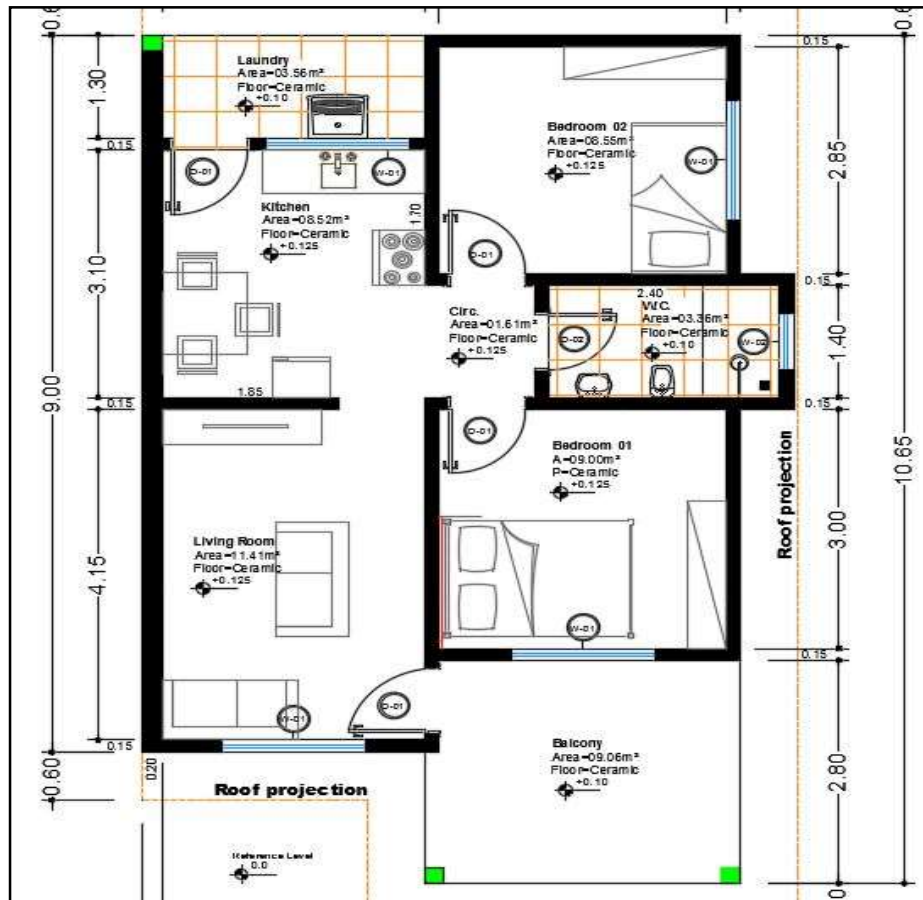 0.6
0.6
0.15
Laundry
Area=03.56m²
Floor=Ceramic
+0.10
1.30
Bedroom 02
Area=08.55m²
Floor=Ceramic
+0.125
W-01
2.85
0.15
D-01
W-01
Kitchen
Area=08.52m²
Floor=Ceramic
+0.125
1.70
3.10
D-01
0.15
2.40
W.C.
Area=03.36m²
Floor=Ceramic
+0.10
Circ.
Area=01.61m²
Floor=Ceramic
+0.125
D-02
W-02
1.40
9.00
1.85
0.15
0.15
D-01
Bedroom 01
A=09.00m²
P=Ceramic
+0.125
Roof projection
10.65
3.00
Living Room
Area=11.41m²
Floor=Ceramic
+0.125
4.15
W-01
0.15
W-01
D-01
0.15
Balcony
Area=09.06m²
Floor=Ceramic
+0.10
2.80
0.60
0.20
Roof projection
Reference Level
0.0
0